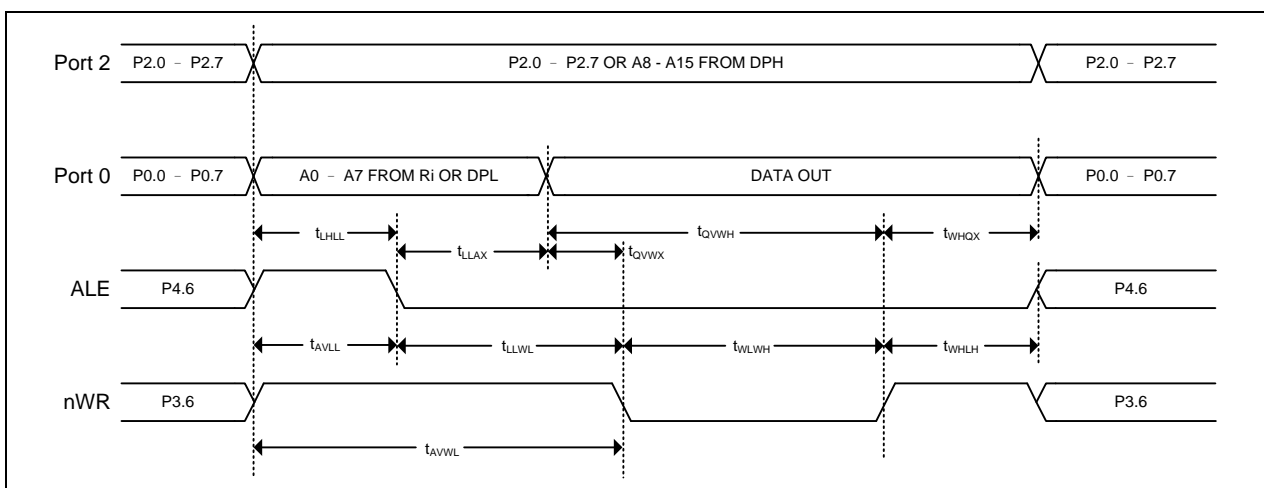 Port 2 P2.0 – P2.7 P2.0 – P2.7 OR A8 - A15 FROM DPH P2.0 – P2.7
Port 0 P0.0 – P0.7 A0 – A7 FROM Ri OR DPL DATA OUT P0.0 – P0.7
tLHLL tQVWH tWHQX
tLLAX tQVWX
ALE P4.6 P4.6
tAVLL tLLWL tWLWH tWHLH
nWR P3.6 P3.6
tAVWL